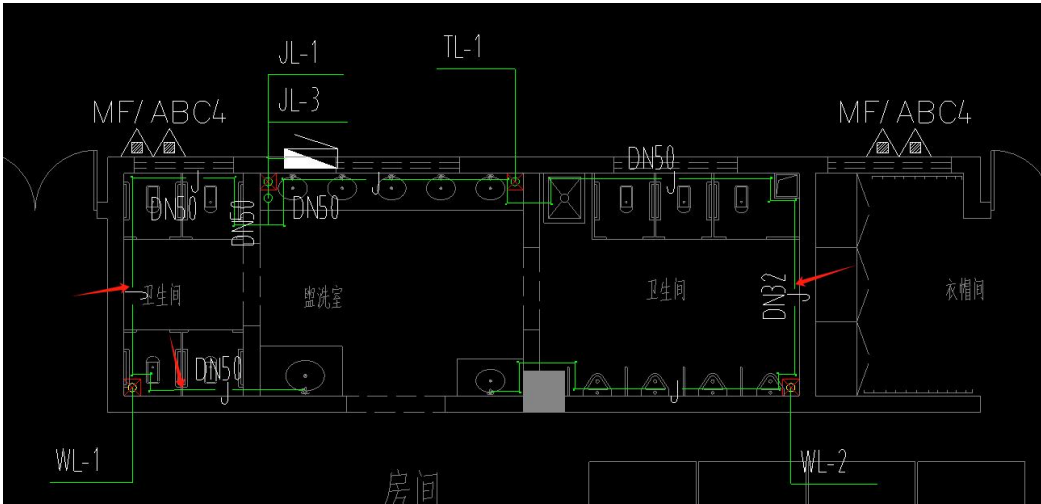 JL-1
TL-1
JL-3
MF/ABC4
MF/ABC4
DN50
J
J
J
DN50
DN50
DN50
卫生间
盥洗室
卫生间
DN32
J
衣帽间
J
DN50
J
J
WL-1
WL-2
房间